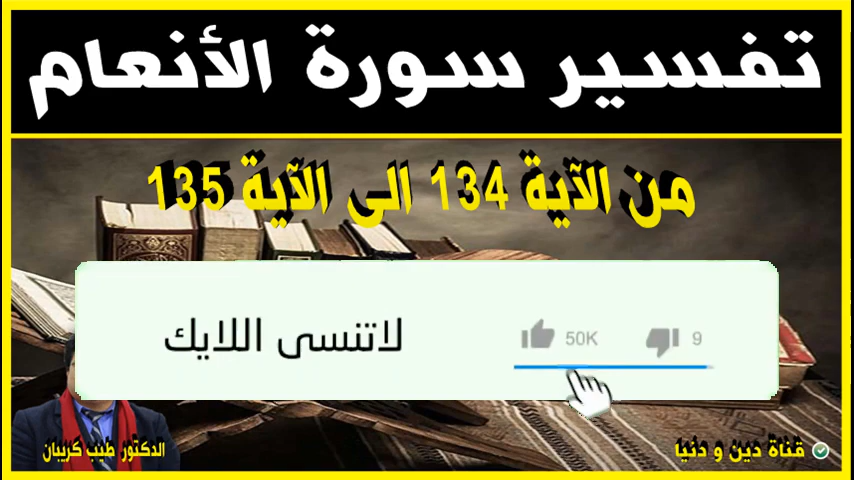 تفسير سورة الأنعام
من الآية 134 الى الآية 135
لاتنسى اللايك
50K
9
قناة دين و دنيا
الدكتور طيب كريبان